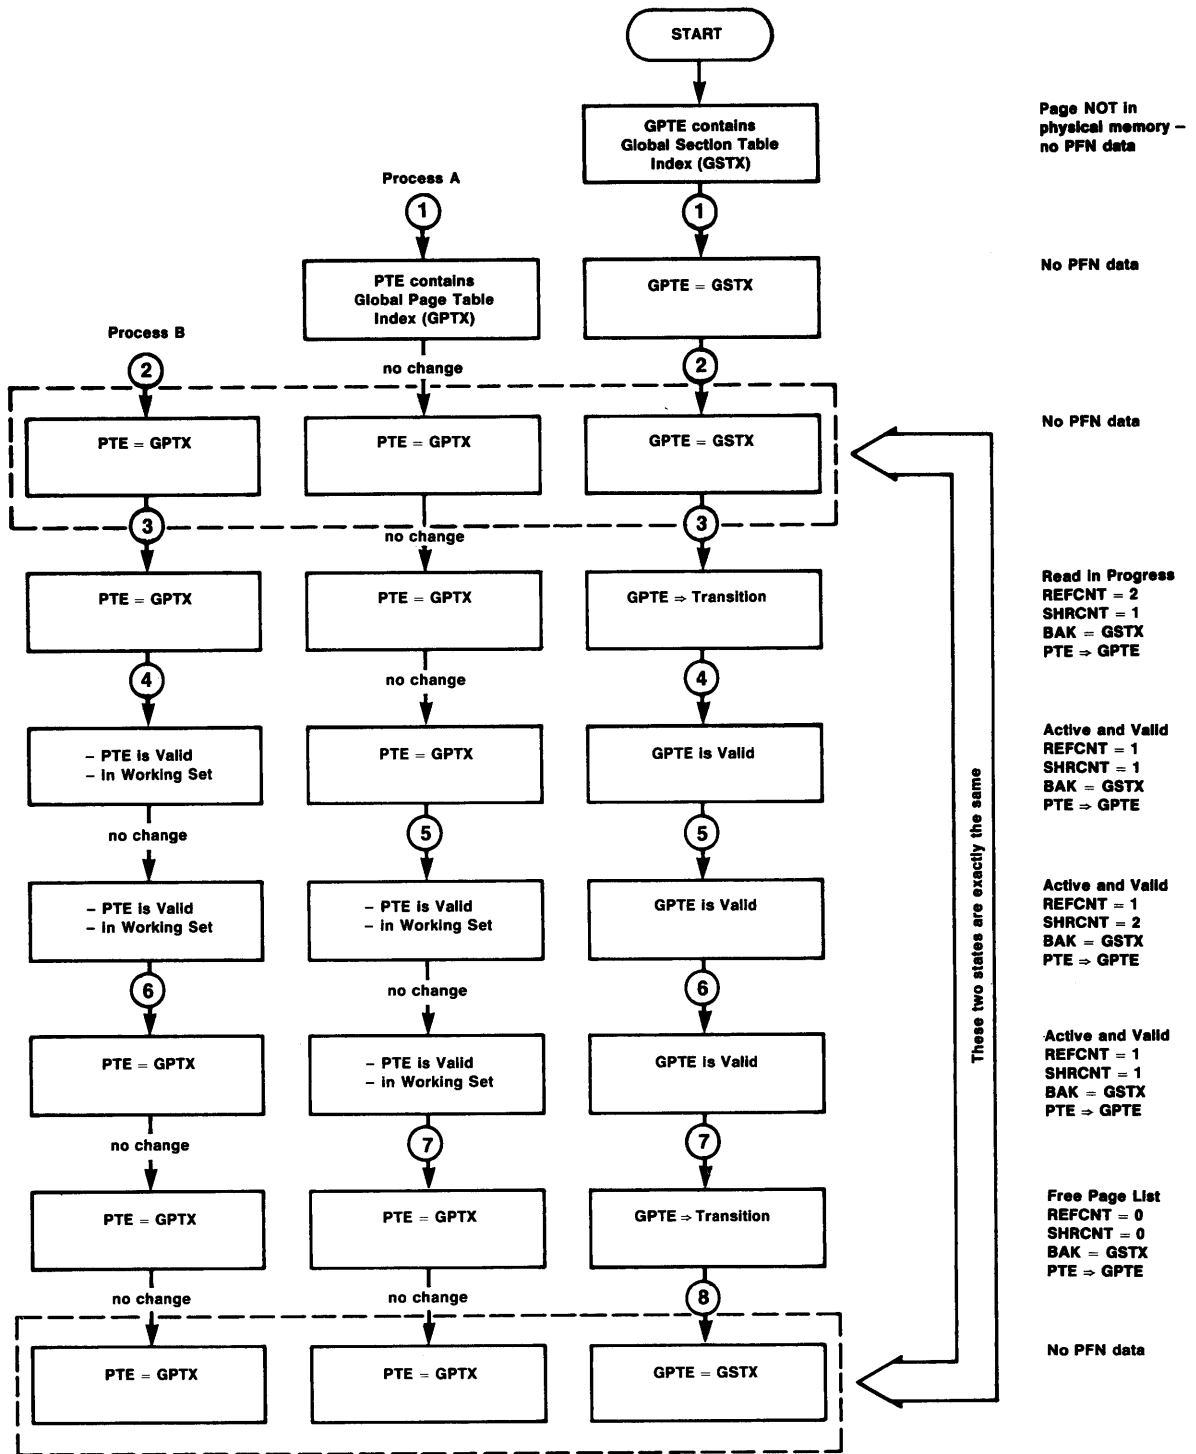 START
GPTE contains
Global Section Table
Index (GSTX)
Page NOT in
physical memory –
no PFN data
Process A
1
1
PTE contains
Global Page Table
Index (GPTX)
GPTE = GSTX
No PFN data
Process B
2
no change
2
PTE = GPTX
PTE = GPTX
GPTE = GSTX
No PFN data
3
no change
3
PTE = GPTX
PTE = GPTX
GPTE ⇒ Transition
Read in Progress
REFCNT = 2
SHRCNT = 1
BAK = GSTX
PTE ⇒ GPTE
4
no change
4
– PTE is Valid
– in Working Set
PTE = GPTX
GPTE is Valid
Active and Valid
REFCNT = 1
SHRCNT = 1
BAK = GSTX
PTE ⇒ GPTE
no change
5
5
– PTE is Valid
– in Working Set
– PTE is Valid
– in Working Set
GPTE is Valid
Active and Valid
REFCNT = 1
SHRCNT = 2
BAK = GSTX
PTE ⇒ GPTE
These two states are exactly the same
6
no change
6
PTE = GPTX
– PTE is Valid
– in Working Set
GPTE is Valid
Active and Valid
REFCNT = 1
SHRCNT = 1
BAK = GSTX
PTE ⇒ GPTE
no change
7
7
PTE = GPTX
PTE = GPTX
GPTE ⇒ Transition
Free Page List
REFCNT = 0
SHRCNT = 0
BAK = GSTX
PTE ⇒ GPTE
no change
no change
8
PTE = GPTX
PTE = GPTX
GPTE = GSTX
No PFN data